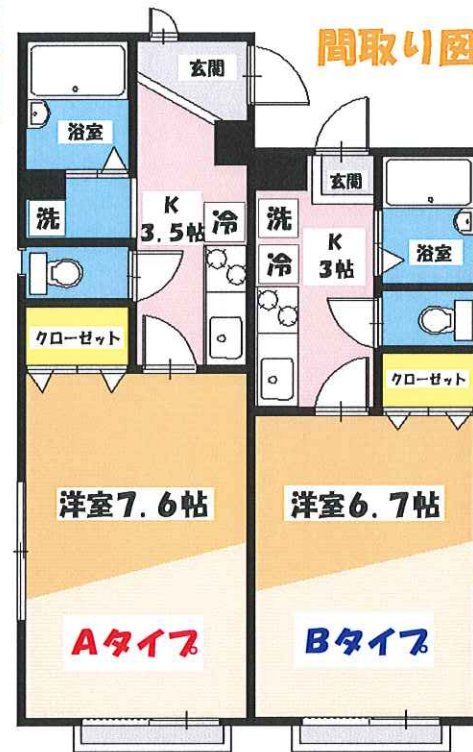 間取り図
玄関
浴室
洗
K
3.5帖
冷
クローゼット
洋室7.6帖
Aタイプ
玄関
洗
冷
K
3帖
浴室
クローゼット
洋室6.7帖
Bタイプ